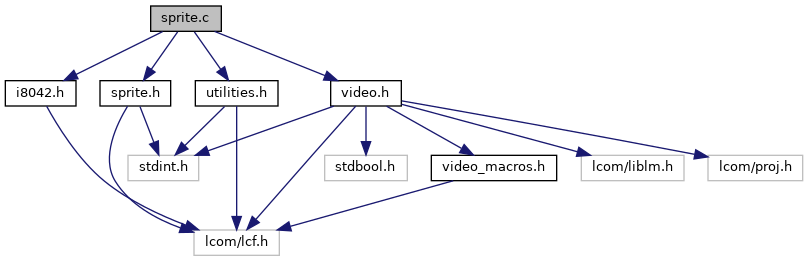 sprite.c
i8042.h
sprite.h
utilities.h
video.h
stdint.h
stdbool.h
video_macros.h
lcom/liblm.h
lcom/proj.h
lcom/lcf.h